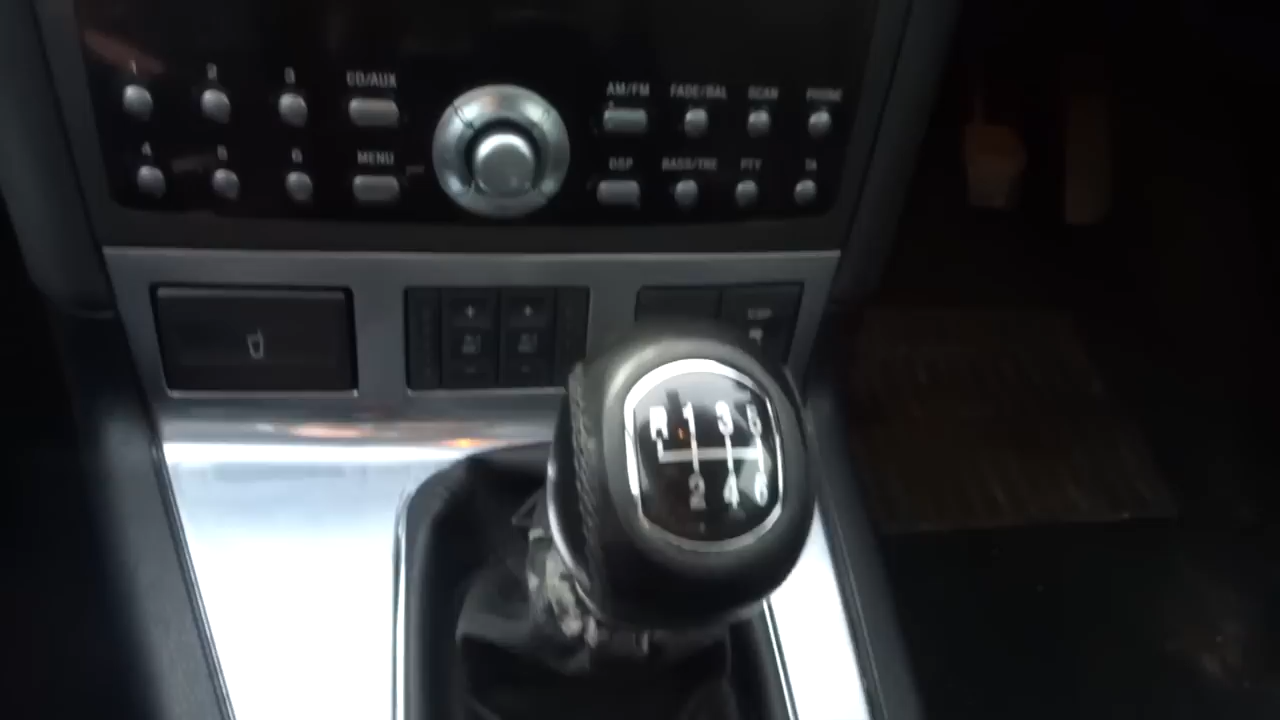 1 2 3 CD/AUX AM/FM FADE/BAL SCAN PHONE
4 5 6 MENU DSP BASS/TRE PTY TA
R 1 3 5
2 4 6